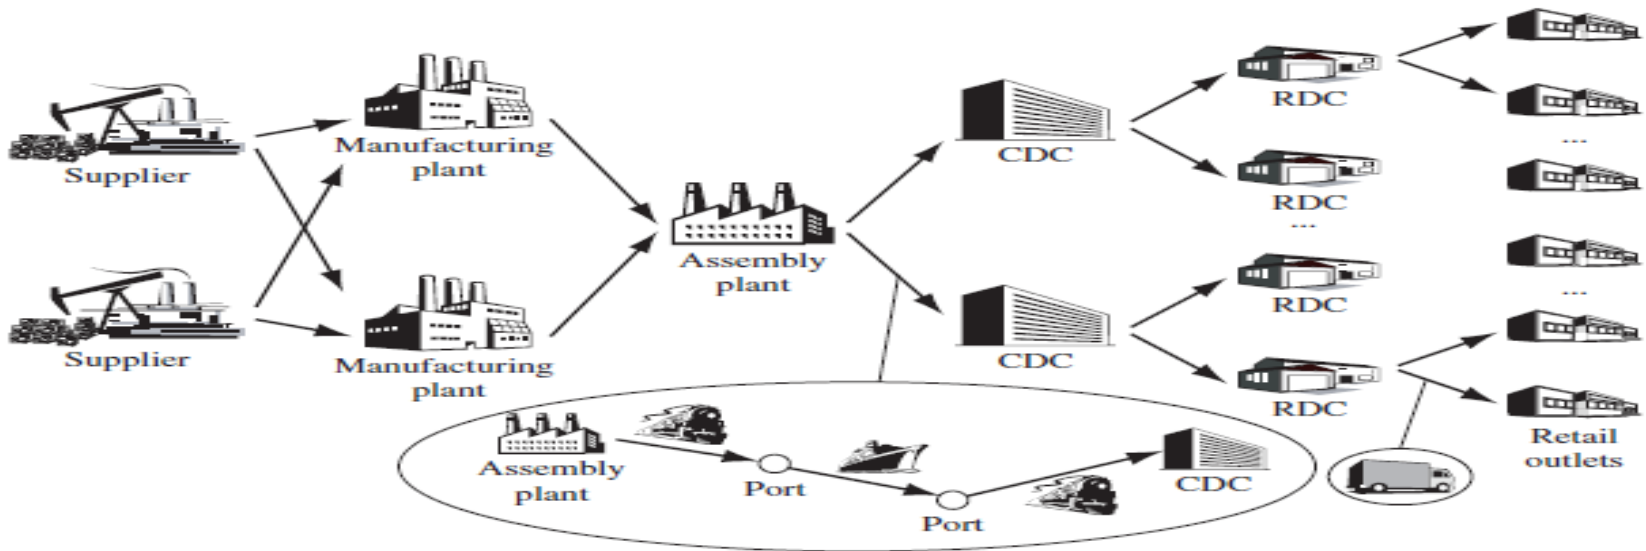 Supplier
Supplier
Manufacturing
plant
Manufacturing
plant
Assembly
plant
CDC
CDC
RDC
RDC
...
RDC
RDC
...
...
Retail
outlets
Assembly
plant
Port
Port
CDC